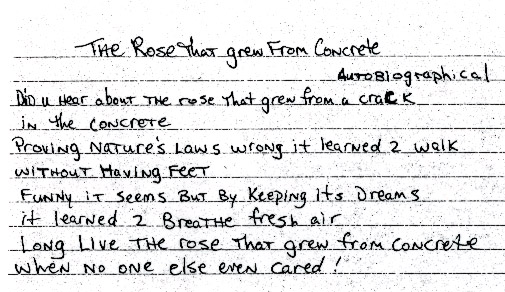 The Rose that grew From Concrete
Autobiographical
Did u Hear about The rose That grew from a crack
in the concrete
Proving Nature's Laws wrong it learned 2 walk
without Having Feet
Funny it seems But By Keeping its Dreams
it learned 2 Breathe fresh air
Long Live The rose That grew from concrete
when no one else even cared!